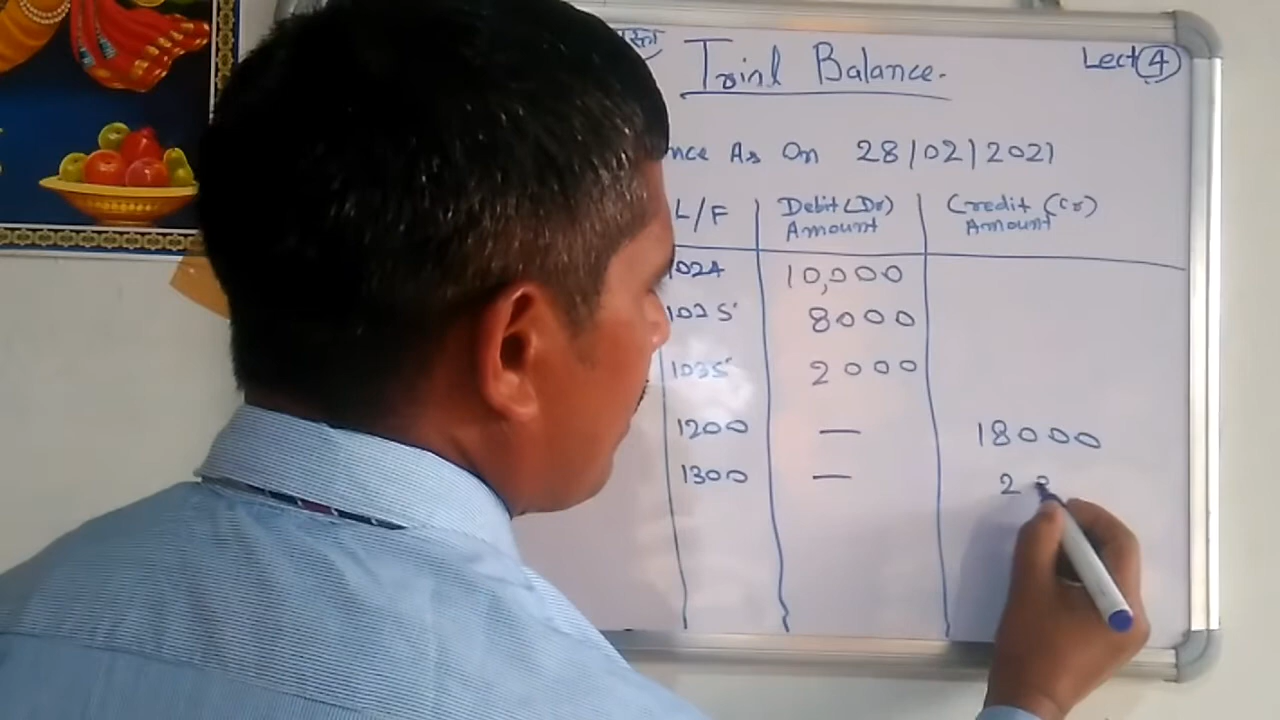 Trial Balance.
Lect 4
nce As On 28/02/2021
L/F Debit (Dr) Amount Credit (Cr) Amount
1024 10,000
1025 8000
1035 2000
1200 — 18000
1300 — 20